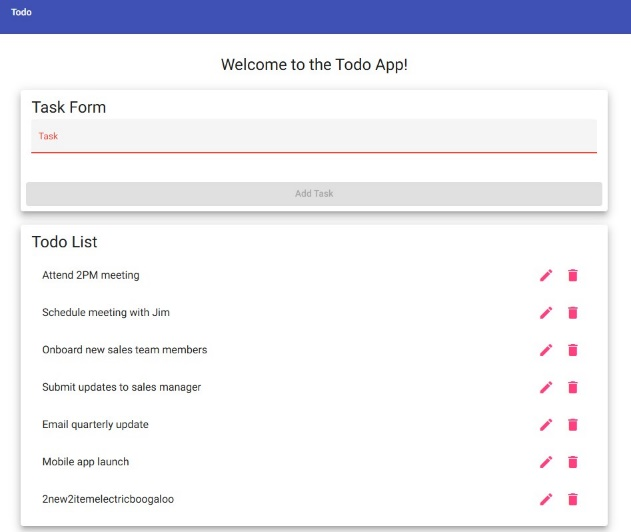 Todo
Welcome to the Todo App!
Task Form
Task
Add Task
Todo List
Attend 2PM meeting
Schedule meeting with Jim
Onboard new sales team members
Submit updates to sales manager
Email quarterly update
Mobile app launch
2new2itemelectricboogaloo